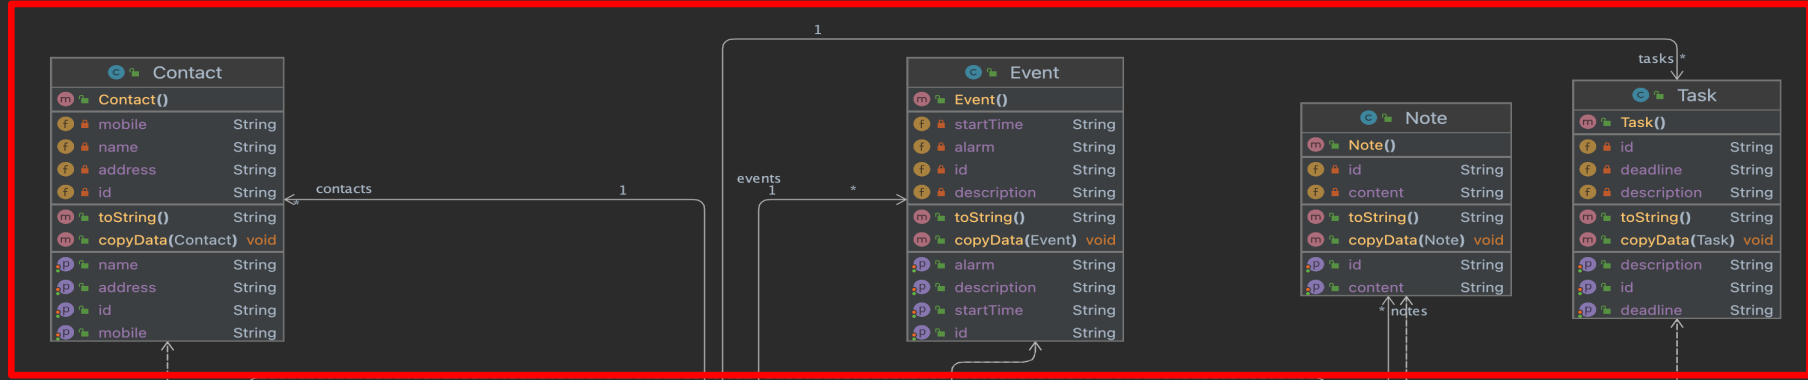 1
tasks *
Contact
Contact()
mobile String
name String
address String
id String
toString() String
copyData(Contact) void
name String
address String
id String
mobile String
contacts 1
*
events
1 *
Event
Event()
startTime String
alarm String
id String
description String
toString() String
copyData(Event) void
alarm String
description String
startTime String
id String
Note
Note()
id String
content String
toString() String
copyData(Note) void
id String
content String
* notes
Task
Task()
id String
deadline String
description String
toString() String
copyData(Task) void
description String
id String
deadline String